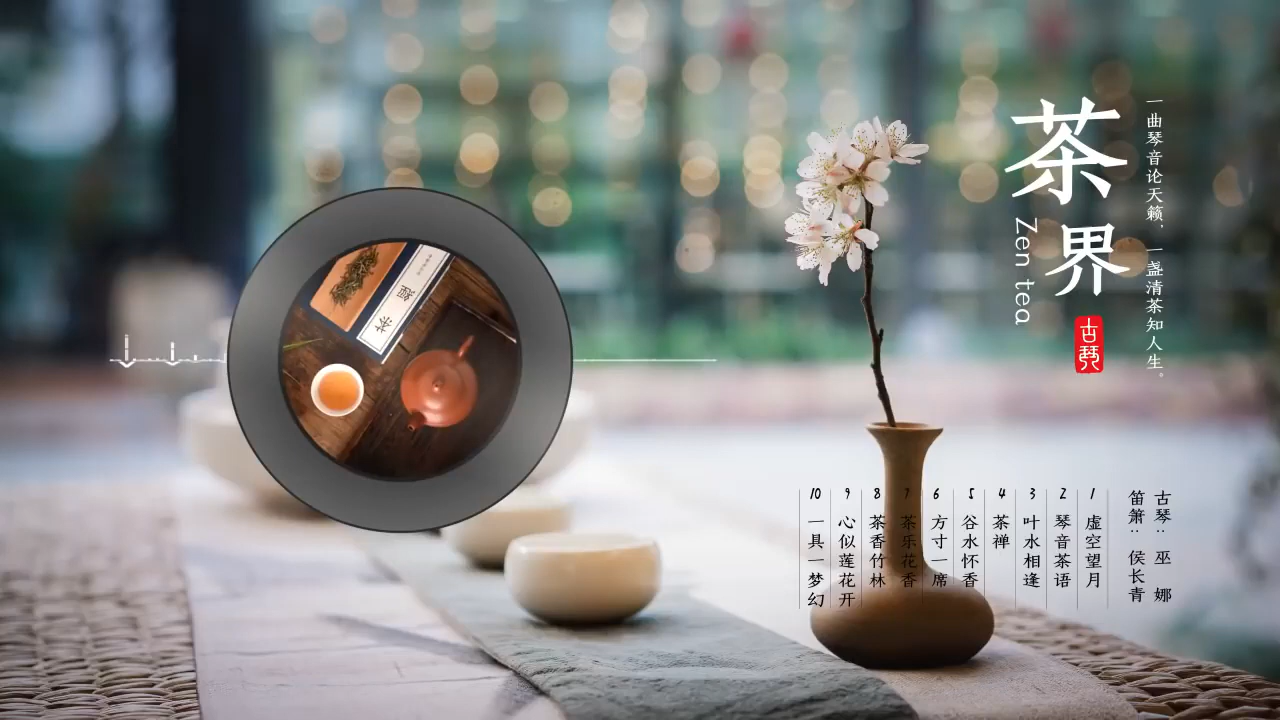 一曲琴音论天籁，一盏清茶知人生。
茶界
Zen tea
古琴
古琴：巫娜
笛箫：侯长青
1 虚空望月
2 琴音茶语
3 叶水相逢
4 茶禅
5 谷水怀香
6 方寸一席
7 茶乐花香
8 茶香竹林
9 心似莲花开
10 一具一梦幻